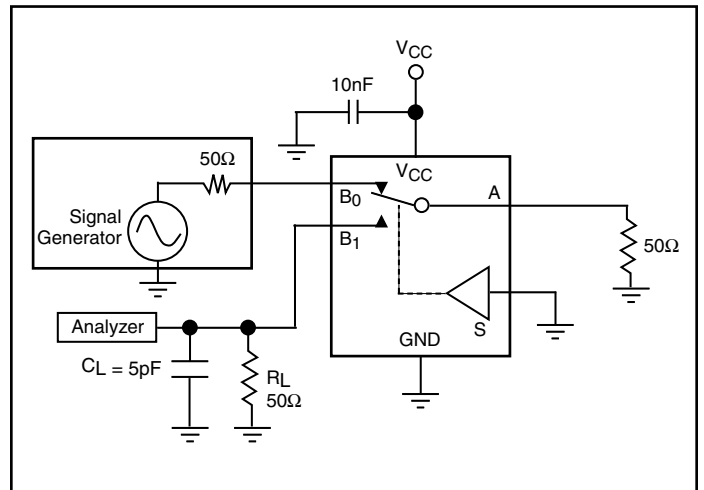 VCC
10nF
50Ω
VCC
B0
A
Signal
Generator
B1
50Ω
Analyzer
S
GND
CL = 5pF
RL
50Ω